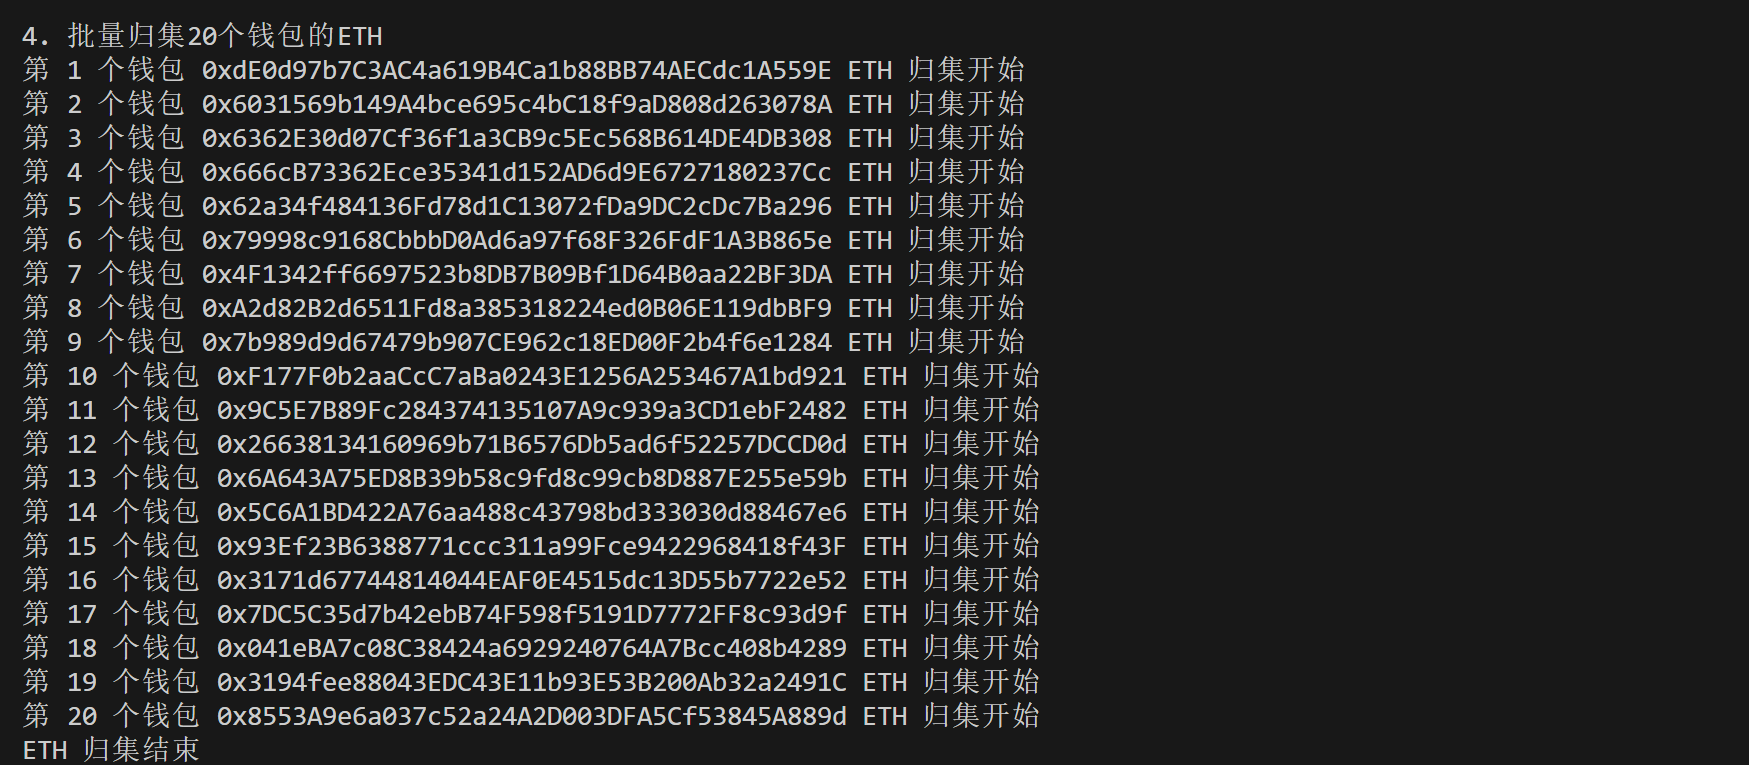 4. 批量归集20个钱包的ETH
第 1 个钱包 0xdE0d97b7C3AC4a619B4Ca1b88BB74AECdc1A559E ETH 归集开始
第 2 个钱包 0x6031569b149A4bce695c4bC18f9aD808d263078A ETH 归集开始
第 3 个钱包 0x6362E30d07Cf36f1a3CB9c5Ec568B614DE4DB308 ETH 归集开始
第 4 个钱包 0x666cB73362Ece35341d152AD6d9E6727180237Cc ETH 归集开始
第 5 个钱包 0x62a34f484136Fd78d1C13072fDa9DC2cDc7Ba296 ETH 归集开始
第 6 个钱包 0x79998c9168CbbbD0Ad6a97f68F326FdF1A3B865e ETH 归集开始
第 7 个钱包 0x4F1342ff6697523b8DB7B09Bf1D64B0aa22BF3DA ETH 归集开始
第 8 个钱包 0xA2d82B2d6511Fd8a385318224ed0B06E119dbBF9 ETH 归集开始
第 9 个钱包 0x7b989d9d67479b907CE962c18ED00F2b4f6e1284 ETH 归集开始
第 10 个钱包 0xF177F0b2aaCcC7aBa0243E1256A253467A1bd921 ETH 归集开始
第 11 个钱包 0x9C5E7B89Fc284374135107A9c939a3CD1ebF2482 ETH 归集开始
第 12 个钱包 0x26638134160969b71B6576Db5ad6f52257DCCD0d ETH 归集开始
第 13 个钱包 0x6A643A75ED8B39b58c9fd8c99cb8D887E255e59b ETH 归集开始
第 14 个钱包 0x5C6A1BD422A76aa488c43798bd333030d88467e6 ETH 归集开始
第 15 个钱包 0x93Ef23B6388771ccc311a99Fce9422968418f43F ETH 归集开始
第 16 个钱包 0x3171d67744814044EAF0E4515dc13D55b7722e52 ETH 归集开始
第 17 个钱包 0x7DC5C35d7b42ebB74F598f5191D7772FF8c93d9f ETH 归集开始
第 18 个钱包 0x041eBA7c08C38424a6929240764A7Bcc408b4289 ETH 归集开始
第 19 个钱包 0x3194fee88043EDC43E11b93E53B200Ab32a2491C ETH 归集开始
第 20 个钱包 0x8553A9e6a037c52a24A2D003DFA5Cf53845A889d ETH 归集开始
ETH 归集结束